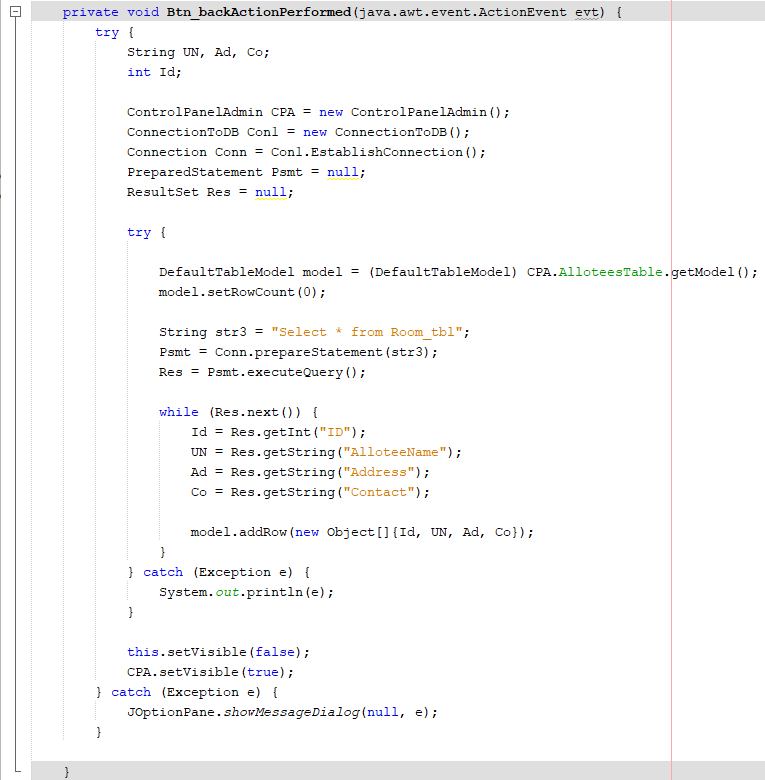 private void Btn_backActionPerformed(java.awt.event.ActionEvent evt) {
try {
String UN, Ad, Co;
int Id;
ControlPanelAdmin CPA = new ControlPanelAdmin();
ConnectionToDB Con1 = new ConnectionToDB();
Connection Conn = Con1.EstablishConnection();
PreparedStatement Psmt = null;
ResultSet Res = null;
try {
DefaultTableModel model = (DefaultTableModel) CPA.AlloteesTable.getModel();
model.setRowCount(0);
String str3 = "Select * from Room_tbl";
Psmt = Conn.prepareStatement(str3);
Res = Psmt.executeQuery();
while (Res.next()) {
Id = Res.getInt("ID");
UN = Res.getString("AlloteeName");
Ad = Res.getString("Address");
Co = Res.getString("Contact");
model.addRow(new Object[]{Id, UN, Ad, Co});
}
} catch (Exception e) {
System.out.println(e);
}
this.setVisible(false);
CPA.setVisible(true);
} catch (Exception e) {
JOptionPane.showMessageDialog(null, e);
}
}